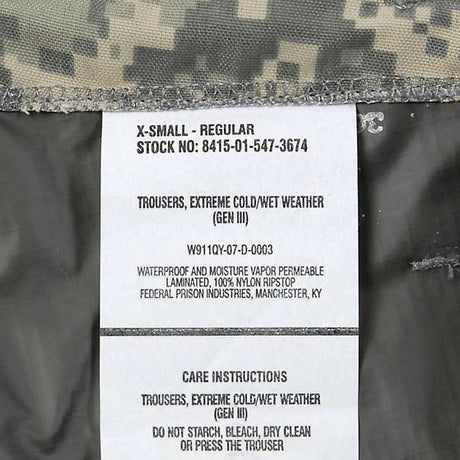 X-SMALL - REGULAR
STOCK NO: 8415-01-547-3674
TROUSERS, EXTREME COLD/WET WEATHER
(GEN III)
W911QY-07-D-0003
WATERPROOF AND MOISTURE VAPOR PERMEABLE
LAMINATED, 100% NYLON RIPSTOP
FEDERAL PRISON INDUSTRIES, MANCHESTER, KY
CARE INSTRUCTIONS
TROUSERS, EXTREME COLD/WET WEATHER
(GEN III)
DO NOT STARCH, BLEACH, DRY CLEAN
OR PRESS THE TROUSER